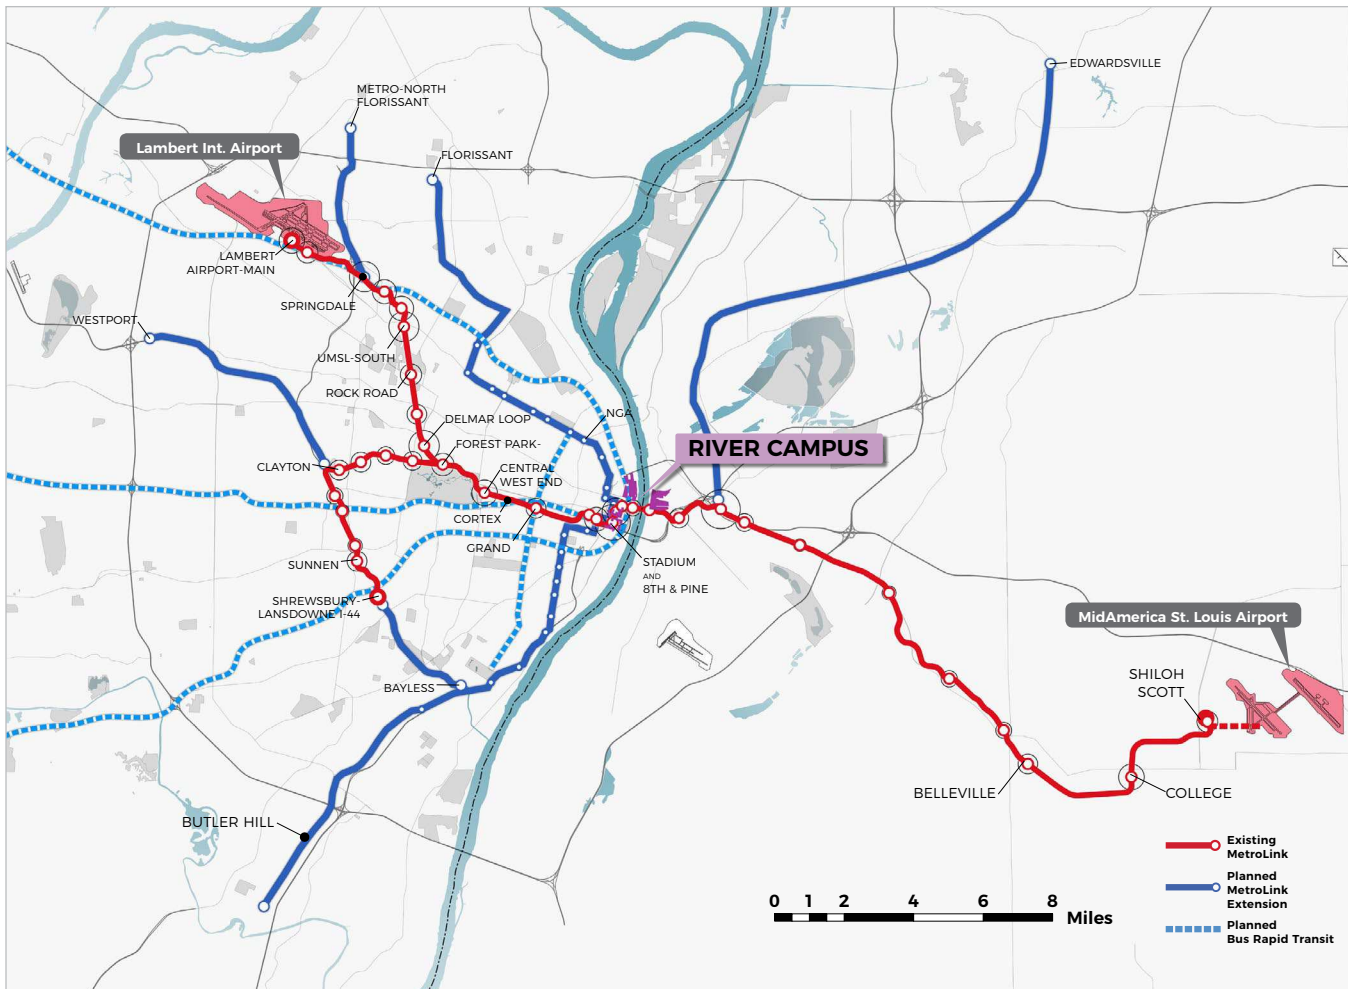 EDWARDSVILLE
METRO-NORTH
FLORISSANT
Lambert Int. Airport
FLORISSANT
LAMBERT
AIRPORT-MAIN
SPRINGDALE
WESTPORT
UMSL-SOUTH
ROCK ROAD
DELMAR LOOP
NGA
FOREST PARK-
RIVER CAMPUS
CLAYTON
CENTRAL
WEST END
CORTEX
GRAND
STADIUM
AND
8TH & PINE
SUNNEN
SHREWSBURY-
LANSDOWNE I-44
MidAmerica St. Louis Airport
BAYLESS
SHILOH
SCOTT
BELLEVILLE
COLLEGE
BUTLER HILL
Existing
MetroLink
Planned
MetroLink
Extension
Planned
Bus Rapid Transit
0 1 2 4 6 8
Miles